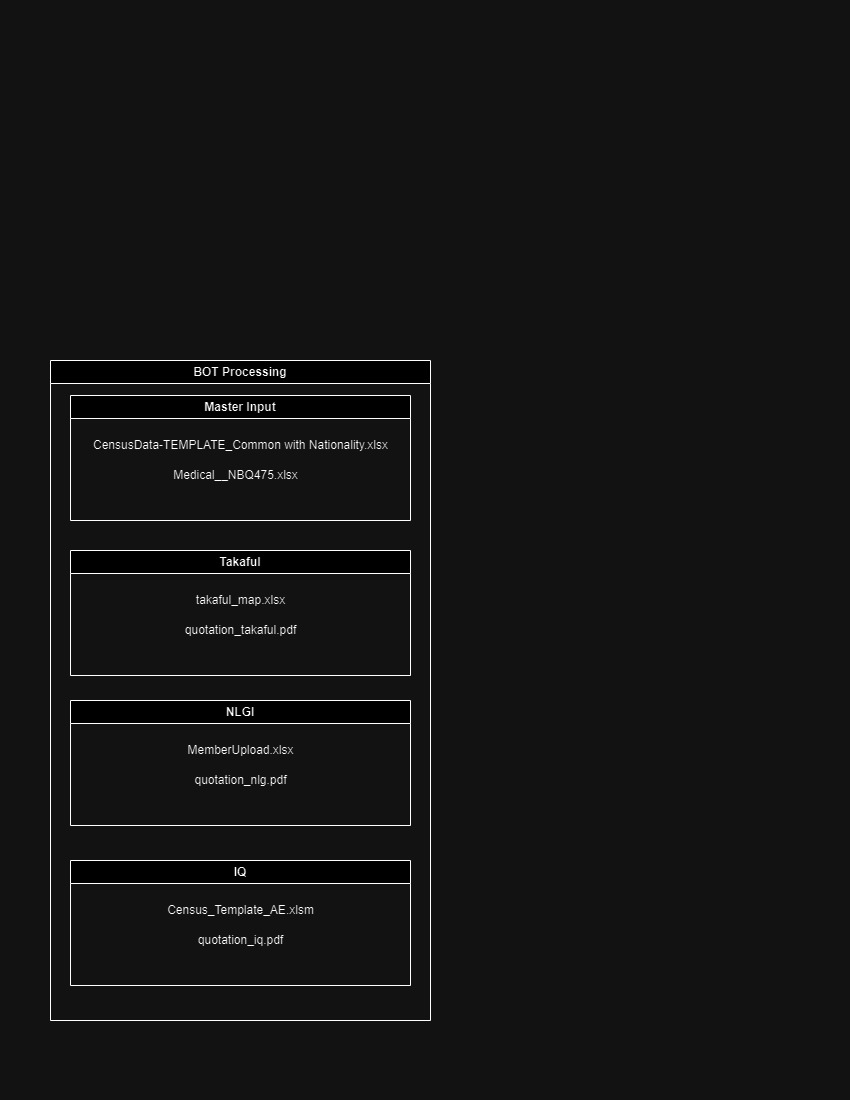 BOT Processing
Master Input
CensusData-TEMPLATE_Common with Nationality.xlsx
Medical__NBQ475.xlsx
Takaful
takaful_map.xlsx
quotation_takaful.pdf
NLGI
MemberUpload.xlsx
quotation_nlg.pdf
IQ
Census_Template_AE.xlsm
quotation_iq.pdf